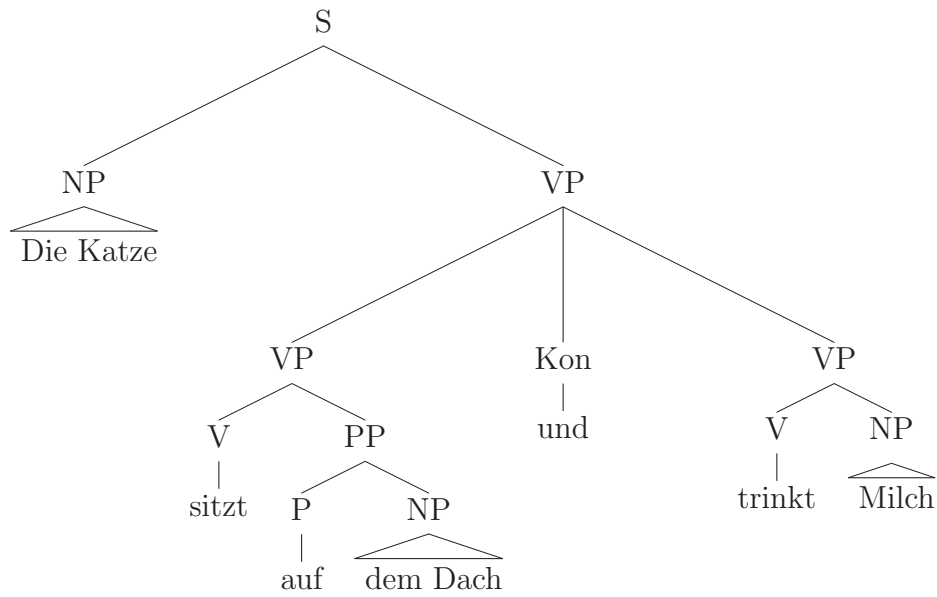 S
NP VP
Die Katze
VP Kon VP
V PP und V NP
sitzt P NP trinkt Milch
auf dem Dach